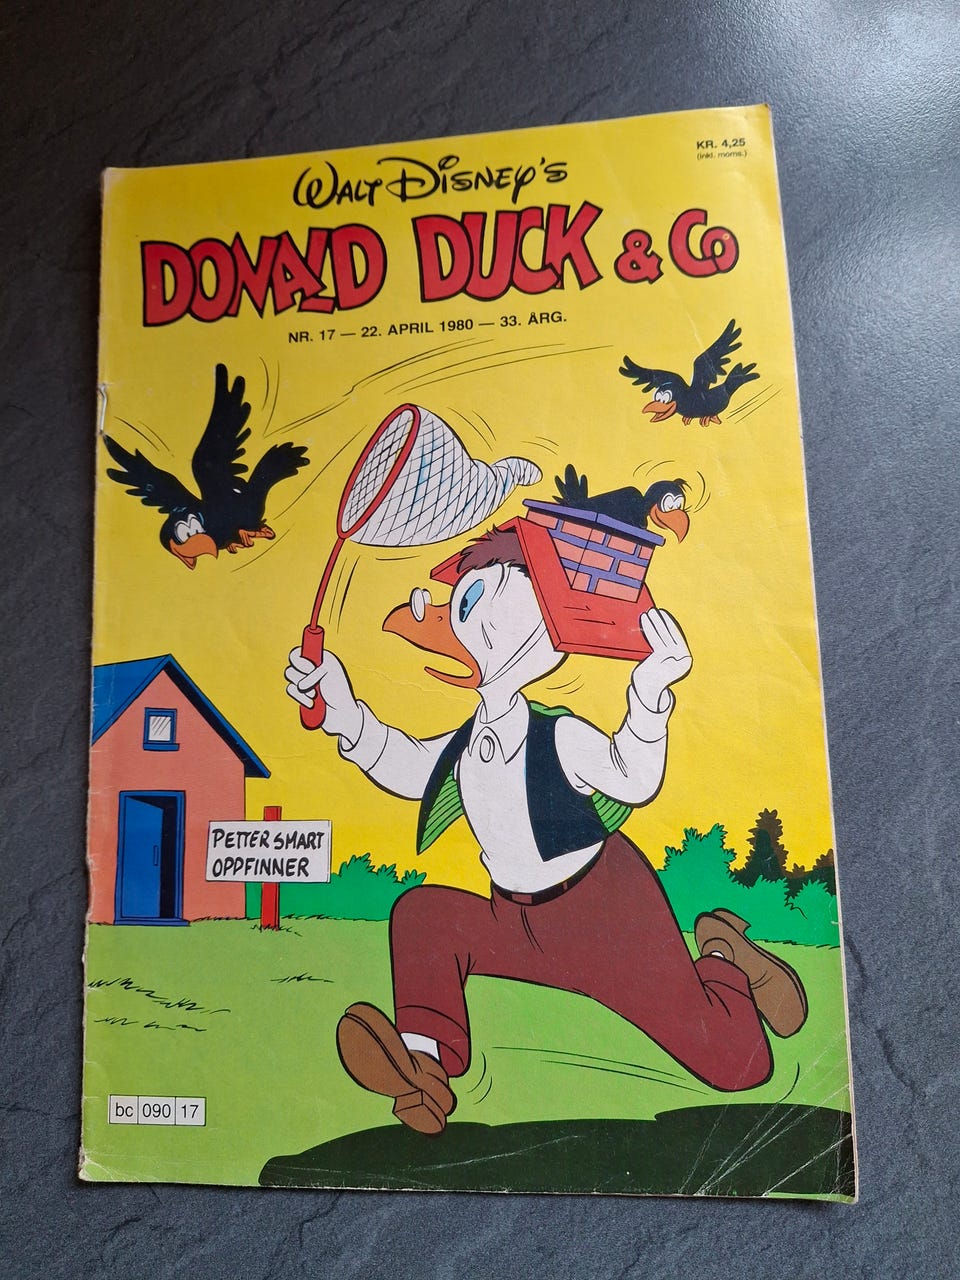 KR. 4,25
(inkl. moms.)
WALT DISNEY'S
DONALD DUCK & CO
NR. 17 — 22. APRIL 1980 — 33. ÅRG.
PETTER SMART
OPPFINNER
bc 090 17